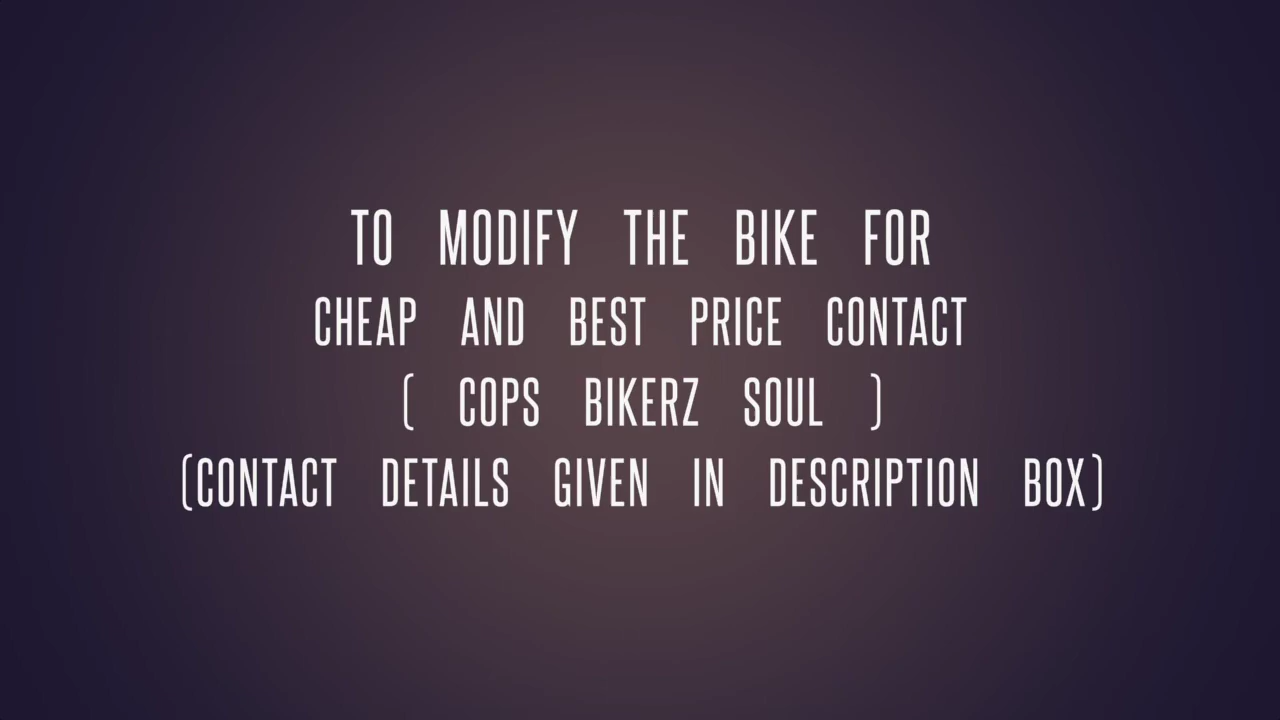 TO MODIFY THE BIKE FOR
CHEAP AND BEST PRICE CONTACT
( COPS BIKERZ SOUL )
(CONTACT DETAILS GIVEN IN DESCRIPTION BOX)